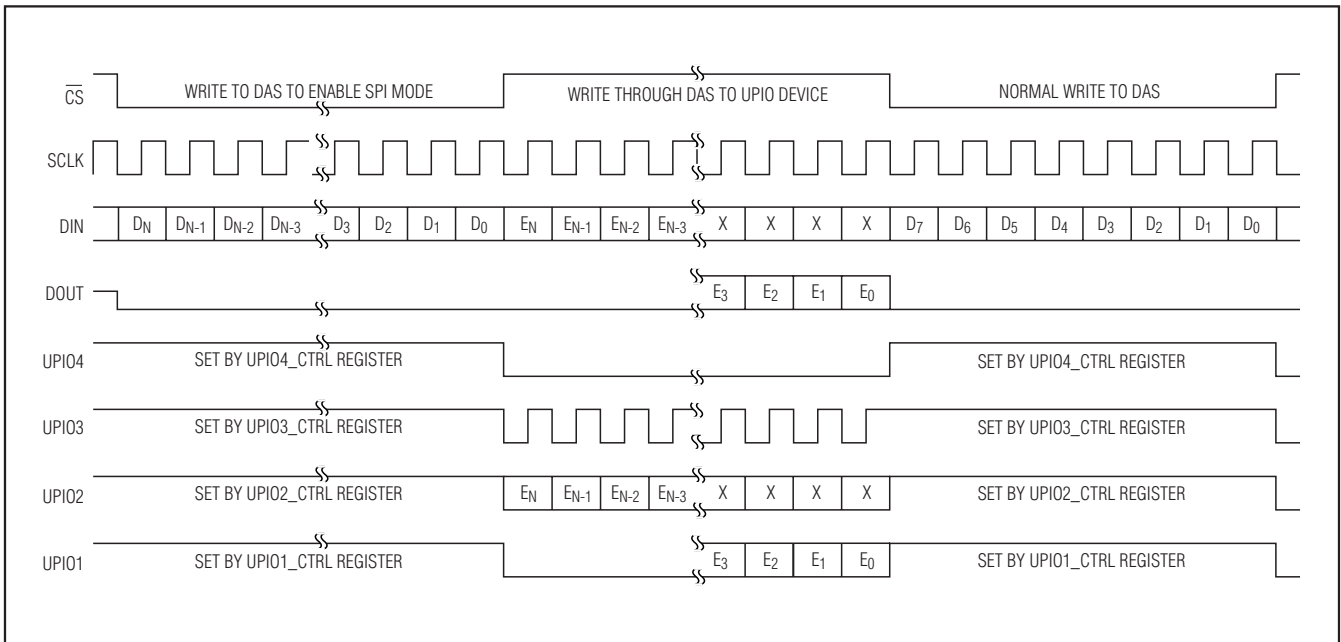 CS WRITE TO DAS TO ENABLE SPI MODE WRITE THROUGH DAS TO UPIO DEVICE NORMAL WRITE TO DAS
SCLK
DIN DN DN-1 DN-2 DN-3 D3 D2 D1 D0 EN EN-1 EN-2 EN-3 X X X X D7 D6 D5 D4 D3 D2 D1 D0
DOUT E3 E2 E1 E0
UPIO4 SET BY UPIO4_CTRL REGISTER SET BY UPIO4_CTRL REGISTER
UPIO3 SET BY UPIO3_CTRL REGISTER SET BY UPIO3_CTRL REGISTER
UPIO2 SET BY UPIO2_CTRL REGISTER EN EN-1 EN-2 EN-3 X X X X SET BY UPIO2_CTRL REGISTER
UPIO1 SET BY UPIO1_CTRL REGISTER E3 E2 E1 E0 SET BY UPIO1_CTRL REGISTER